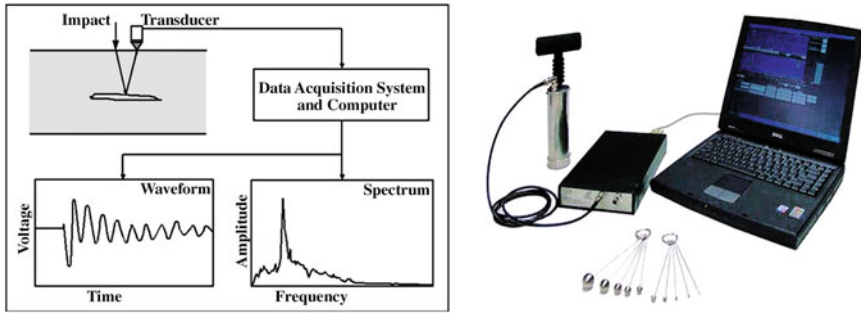 Impact
Transducer
Data Acquisition System
and Computer
Waveform
Voltage
Time
Spectrum
Amplitude
Frequency
DELL